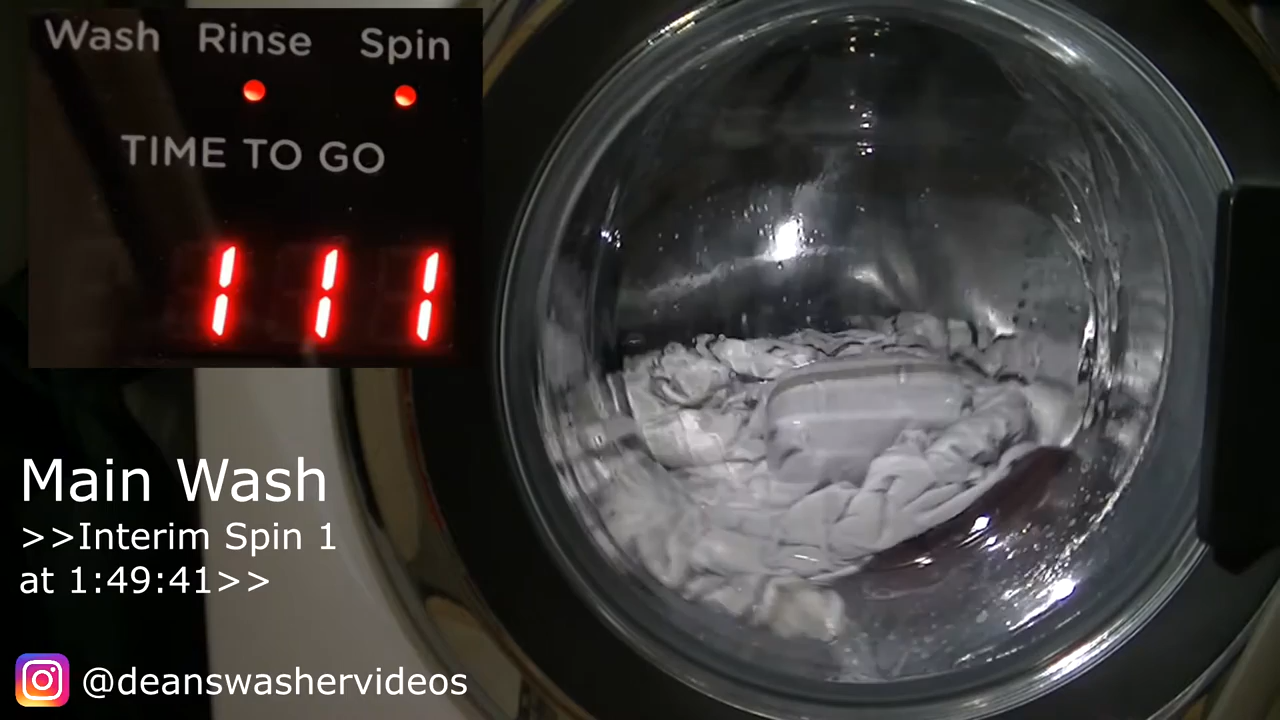 Wash Rinse Spin
TIME TO GO
111
Main Wash
>>Interim Spin 1
at 1:49:41>>
@deanswashervideos